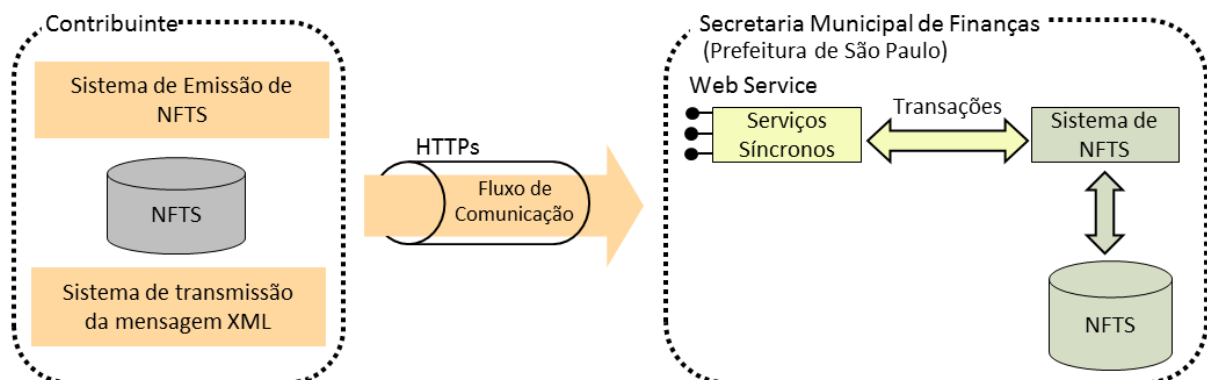 Contribuinte
Sistema de Emissão de
NFTS
NFTS
Sistema de transmissão
da mensagem XML
HTTPs
Fluxo de
Comunicação
Secretaria Municipal de Finanças
(Prefeitura de São Paulo)
Web Service
Serviços
Síncronos
Transações
Sistema de
NFTS
NFTS